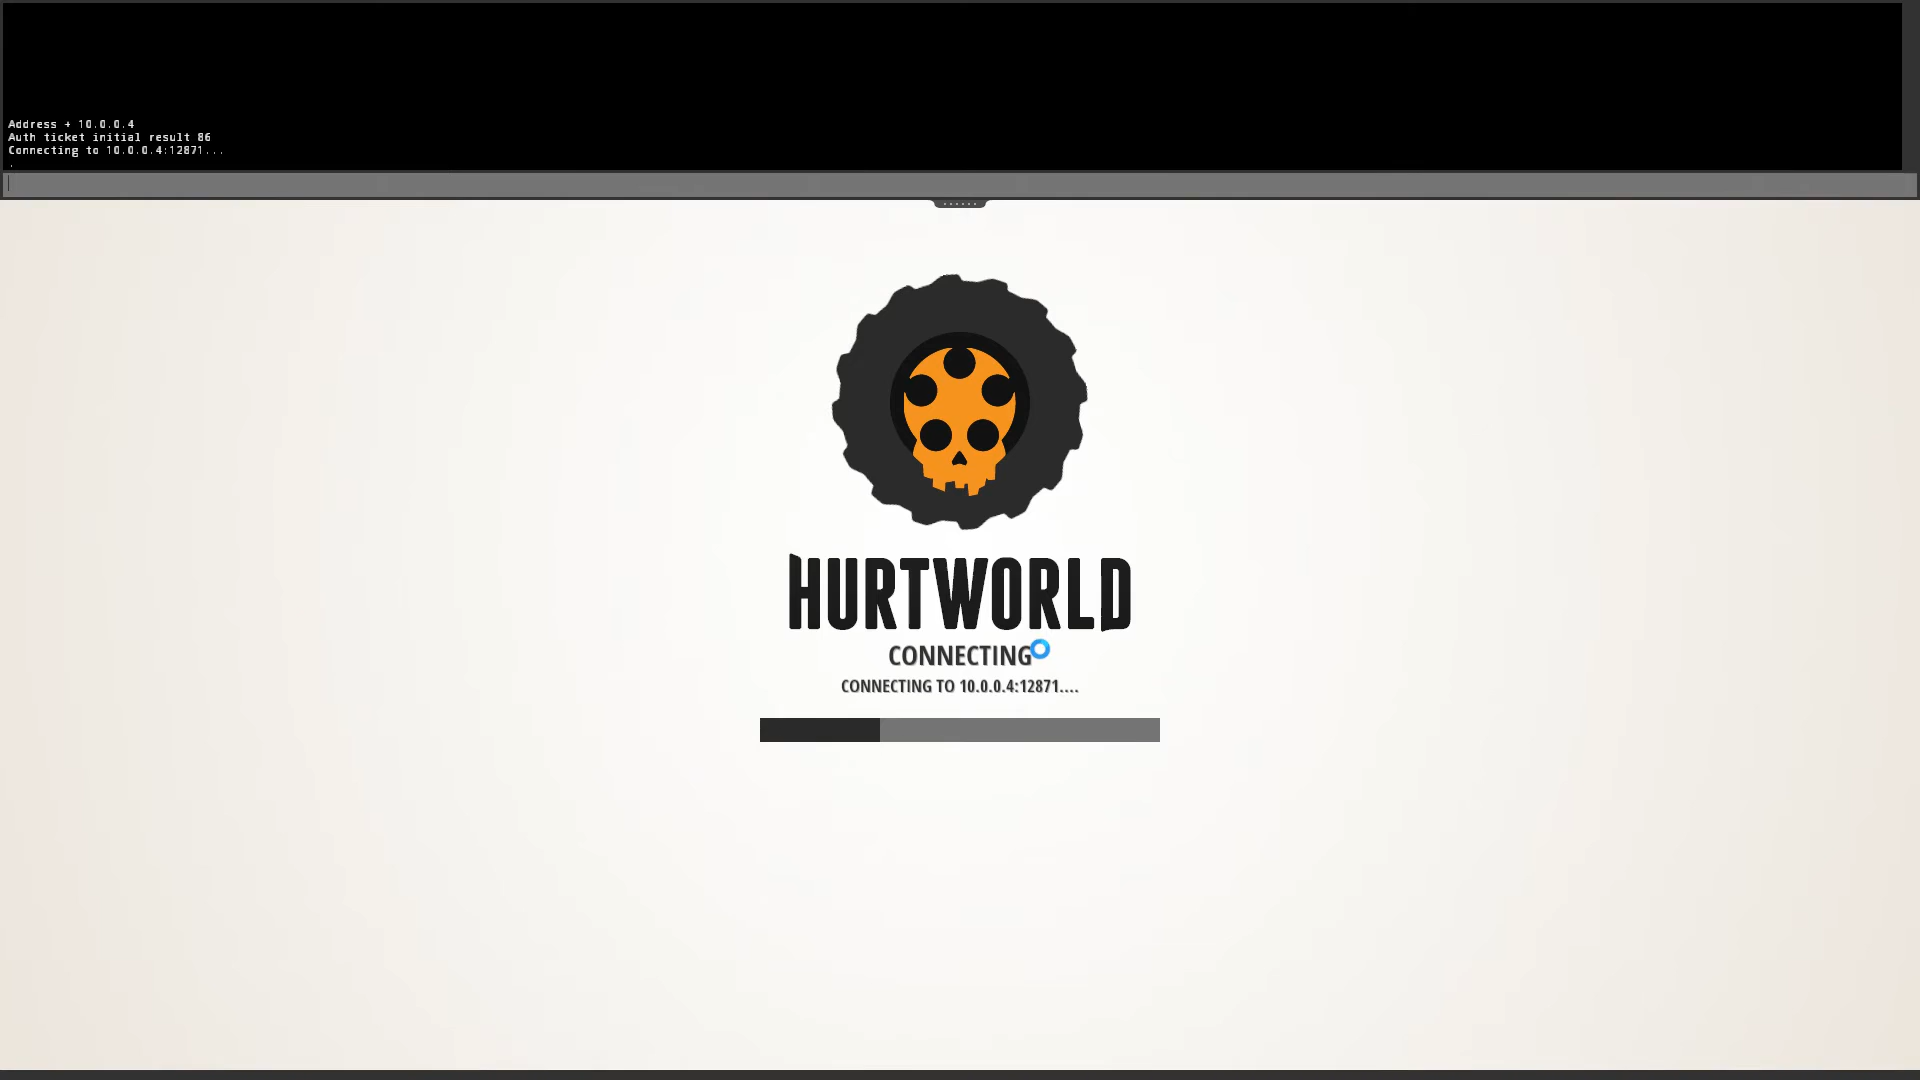 Address + 10.0.0.4
Auth ticket initial result 86
Connecting to 10.0.0.4:12871...
.
HURTWORLD
CONNECTING
CONNECTING TO 10.0.0.4:12871....